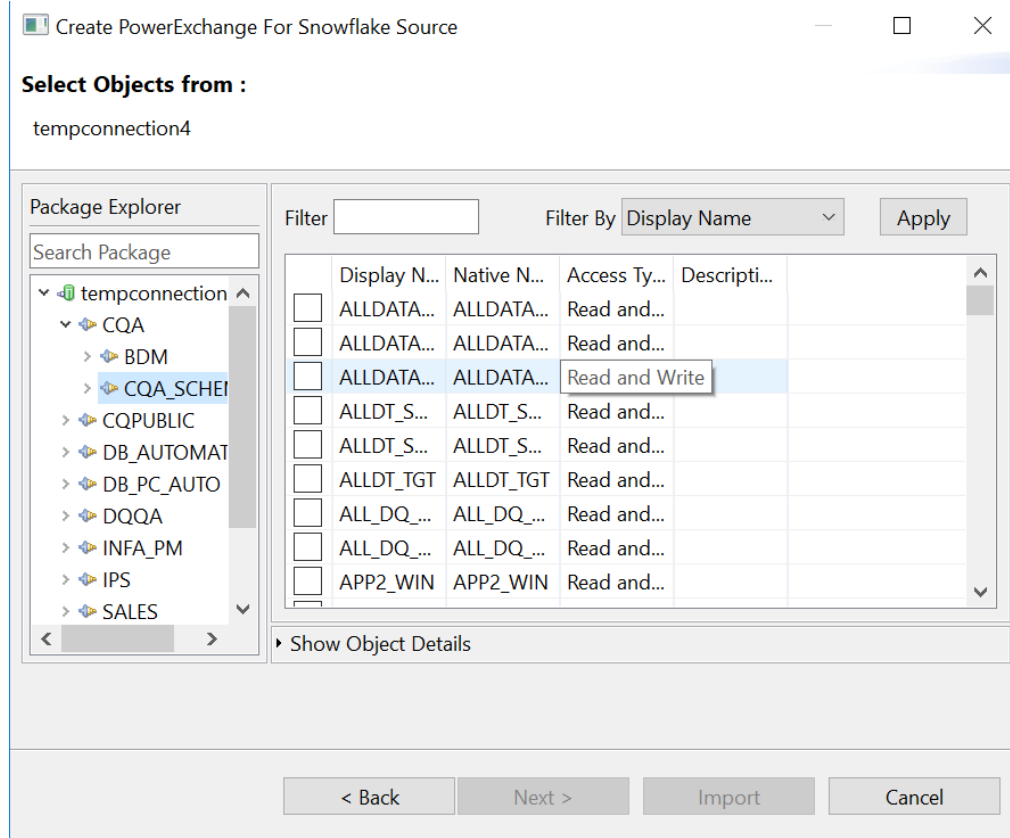 Create PowerExchange For Snowflake Source
Select Objects from :
tempconnection4
Package Explorer
Search Package
tempconnection
CQA
BDM
CQA_SCHEM
CQPUBLIC
DB_AUTOMAT
DB_PC_AUTO
DQQA
INFA_PM
IPS
SALES
Filter Filter By Display Name Apply
Display N... Native N... Access Ty... Descripti...
ALLDATA... ALLDATA... Read and...
ALLDATA... ALLDATA... Read and...
ALLDATA... ALLDATA... Read and Write
ALLDT_S... ALLDT_S... Read and...
ALLDT_S... ALLDT_S... Read and...
ALLDT_TGT ALLDT_TGT Read and...
ALL_DQ_... ALL_DQ_... Read and...
ALL_DQ_... ALL_DQ_... Read and...
APP2_WIN APP2_WIN Read and...
Show Object Details
< Back Next > Import Cancel